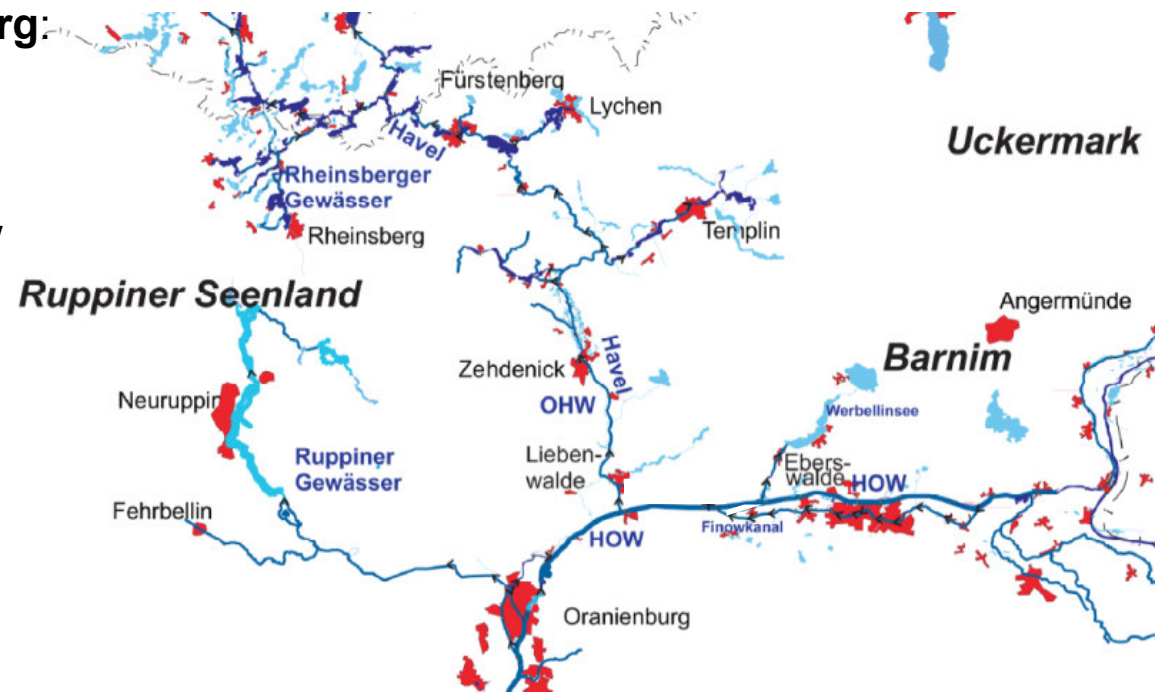 rg:
Fürstenberg
Lychen
Havel
Uckermark
Rheinsberger
Gewässer
Templin
Rheinsberg
Ruppiner Seenland
Angermünde
Havel
Barnim
Zehdenick
Neuruppin
OHW
Werbellinsee
Ruppiner
Gewässer
Lieben-
walde
Ebers-
walde
HOW
Fehrbellin
Finowkanal
HOW
Oranienburg